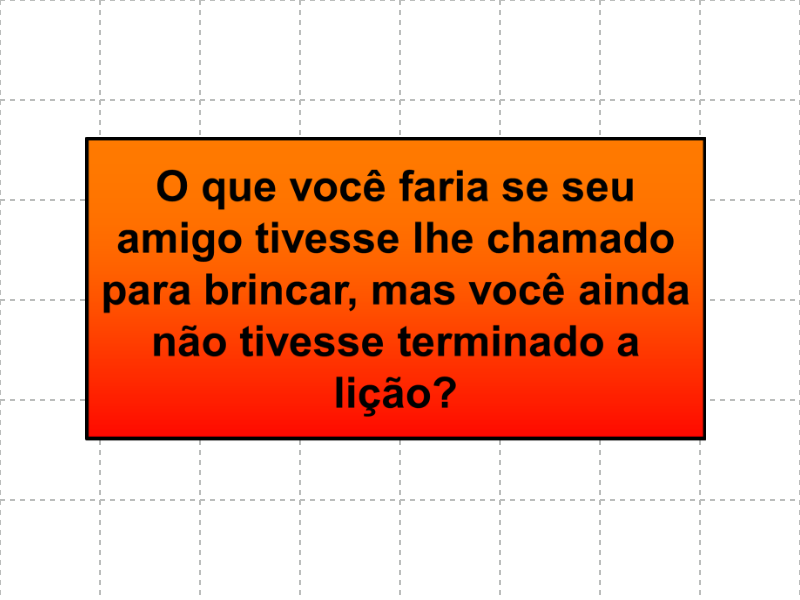 O que você faria se seu
amigo tivesse lhe chamado
para brincar, mas você ainda
não tivesse terminado a
lição?